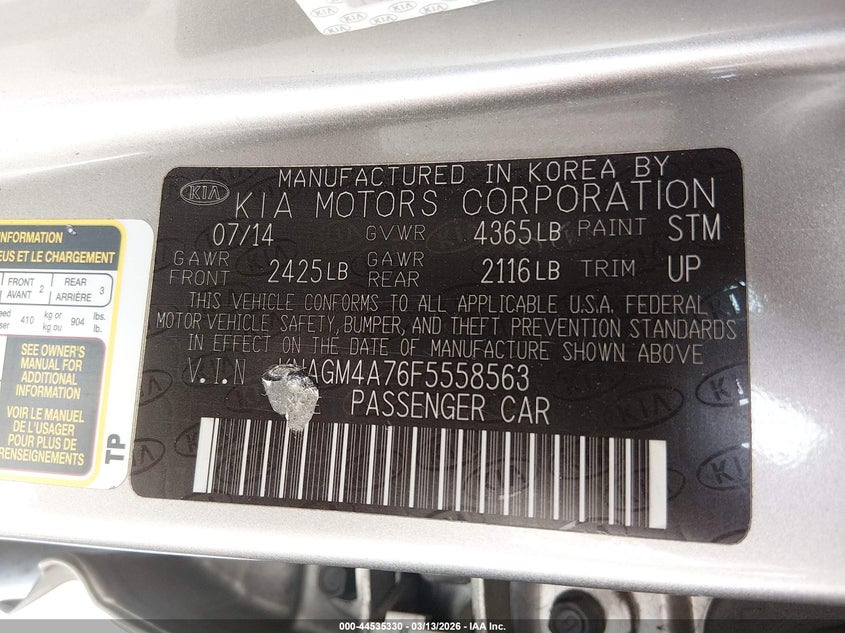 KIA
MANUFACTURED IN KOREA BY
KIA MOTORS CORPORATION
07/14 GVWR 4365LB PAINT STM
GAWR FRONT 2425LB GAWR REAR 2116LB TRIM UP
THIS VEHICLE CONFORMS TO ALL APPLICABLE U.S.A. FEDERAL
MOTOR VEHICLE SAFETY, BUMPER, AND THEFT PREVENTION STANDARDS
IN EFFECT ON THE DATE OF MANUFACTURE SHOWN ABOVE
V.I.N KNAGM4A76F5558563
PASSENGER CAR
INFORMATION
EUS ET LE CHARGEMENT
FRONT AVANT 2 REAR ARRIÈRE 3
410 kg or kg ou 904 lbs. lb.
SEE OWNER'S
MANUAL FOR
ADDITIONAL
INFORMATION
VOIR LE MANUEL
DE L'USAGER
POUR PLUS DE
RENSEIGNEMENTS
TP
000-44535330 - 03/13/2026 - IAA, Inc.